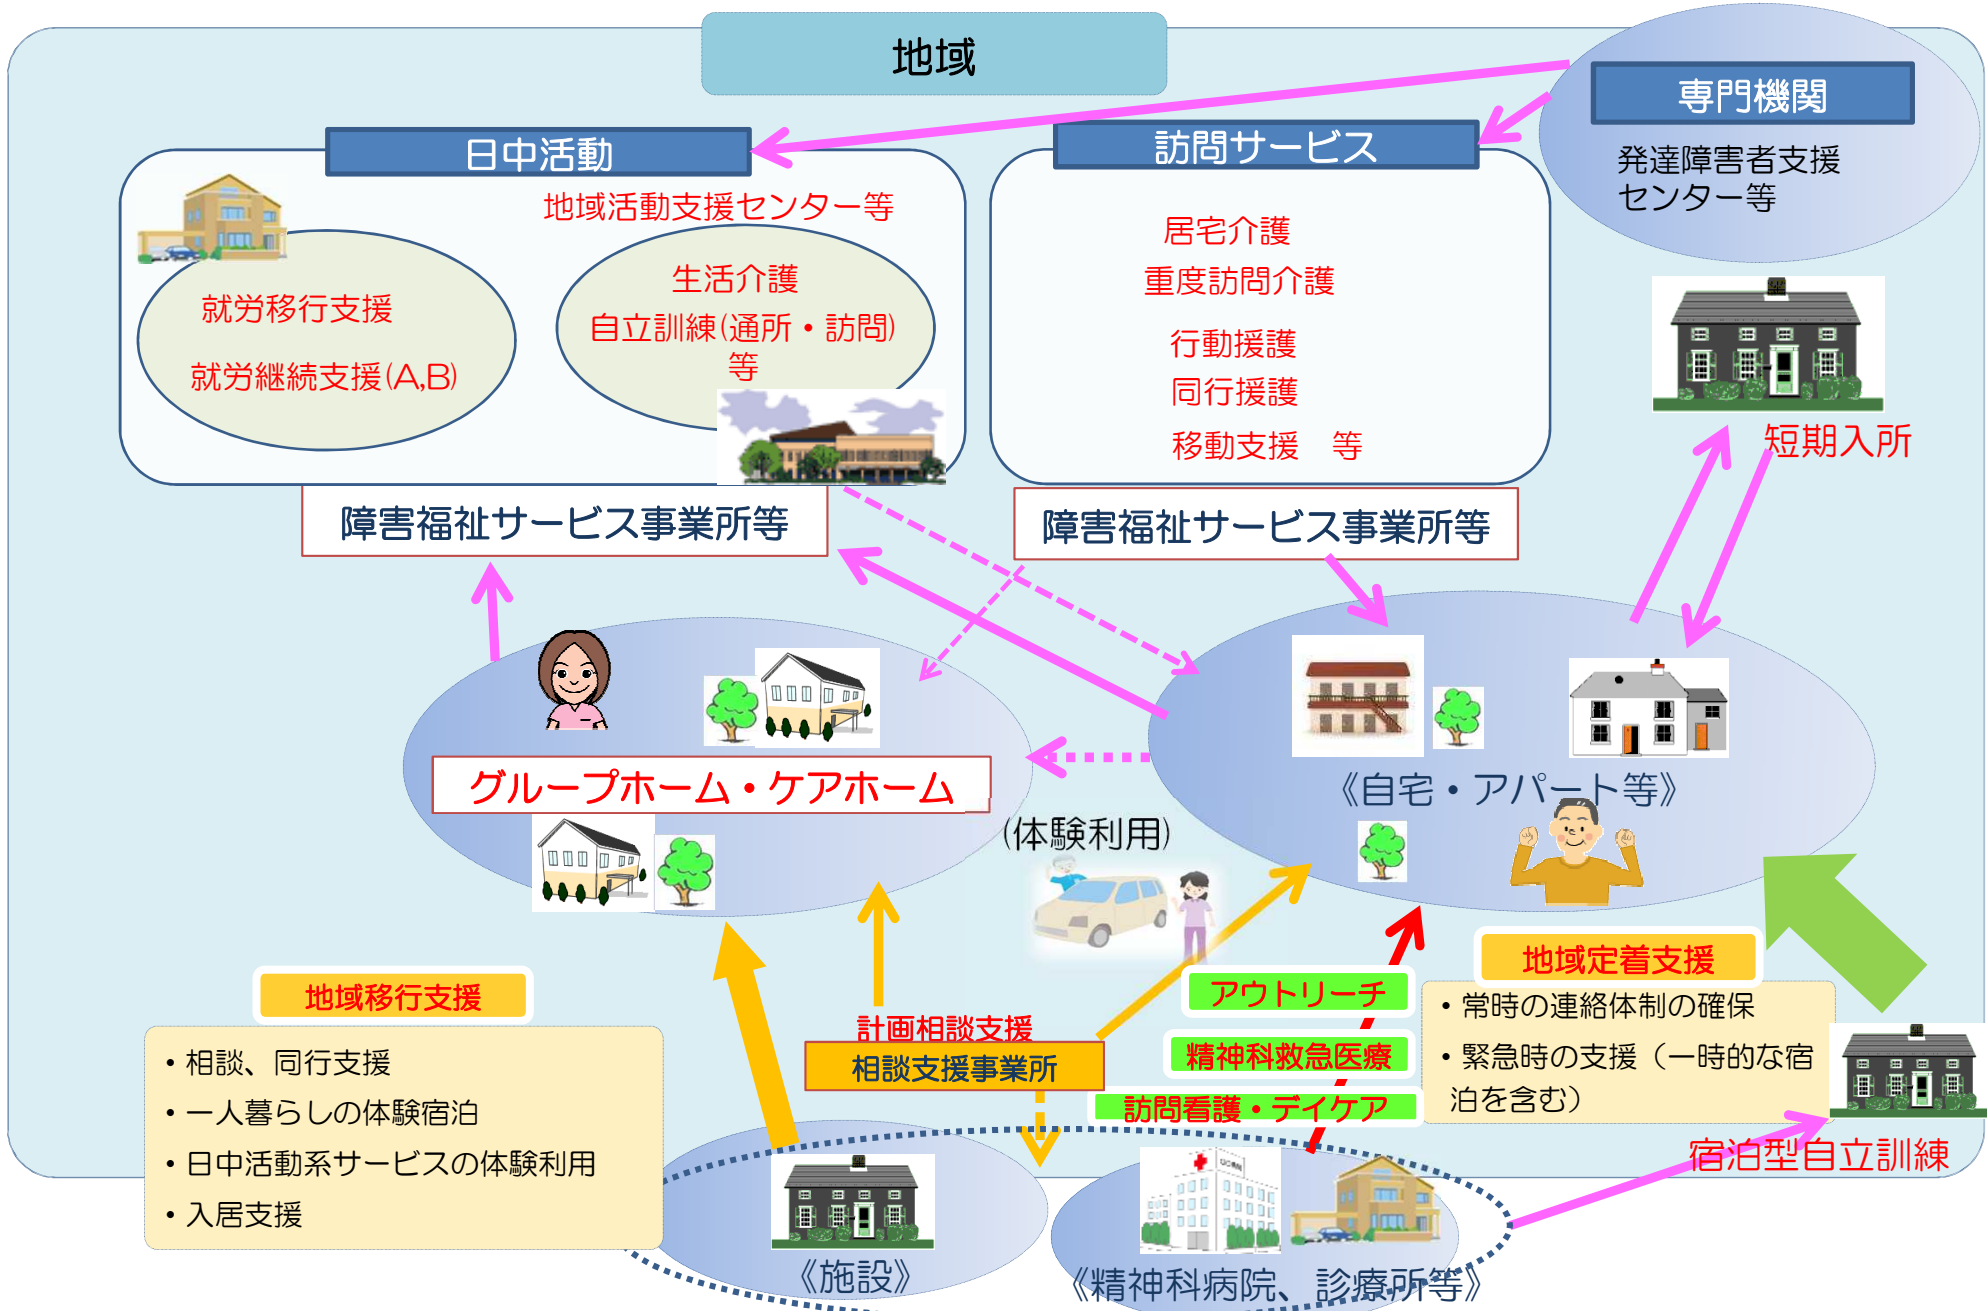 地域
専門機関
発達障害者支援
センター等
日中活動
地域活動支援センター等
就労移行支援
就労継続支援(A,B)
生活介護
自立訓練(通所・訪問)
等
障害福祉サービス事業所等
訪問サービス
居宅介護
重度訪問介護
行動援護
同行援護
移動支援 等
障害福祉サービス事業所等
短期入所
グループホーム・ケアホーム
《自宅・アパート等》
(体験利用)
地域移行支援
・相談、同行支援
・一人暮らしの体験宿泊
・日中活動系サービスの体験利用
・入居支援
計画相談支援
相談支援事業所
アウトリーチ
精神科救急医療
訪問看護・デイケア
地域定着支援
・常時の連絡体制の確保
・緊急時の支援（一時的な宿
泊を含む）
宿泊型自立訓練
《施設》
《精神科病院、診療所等》